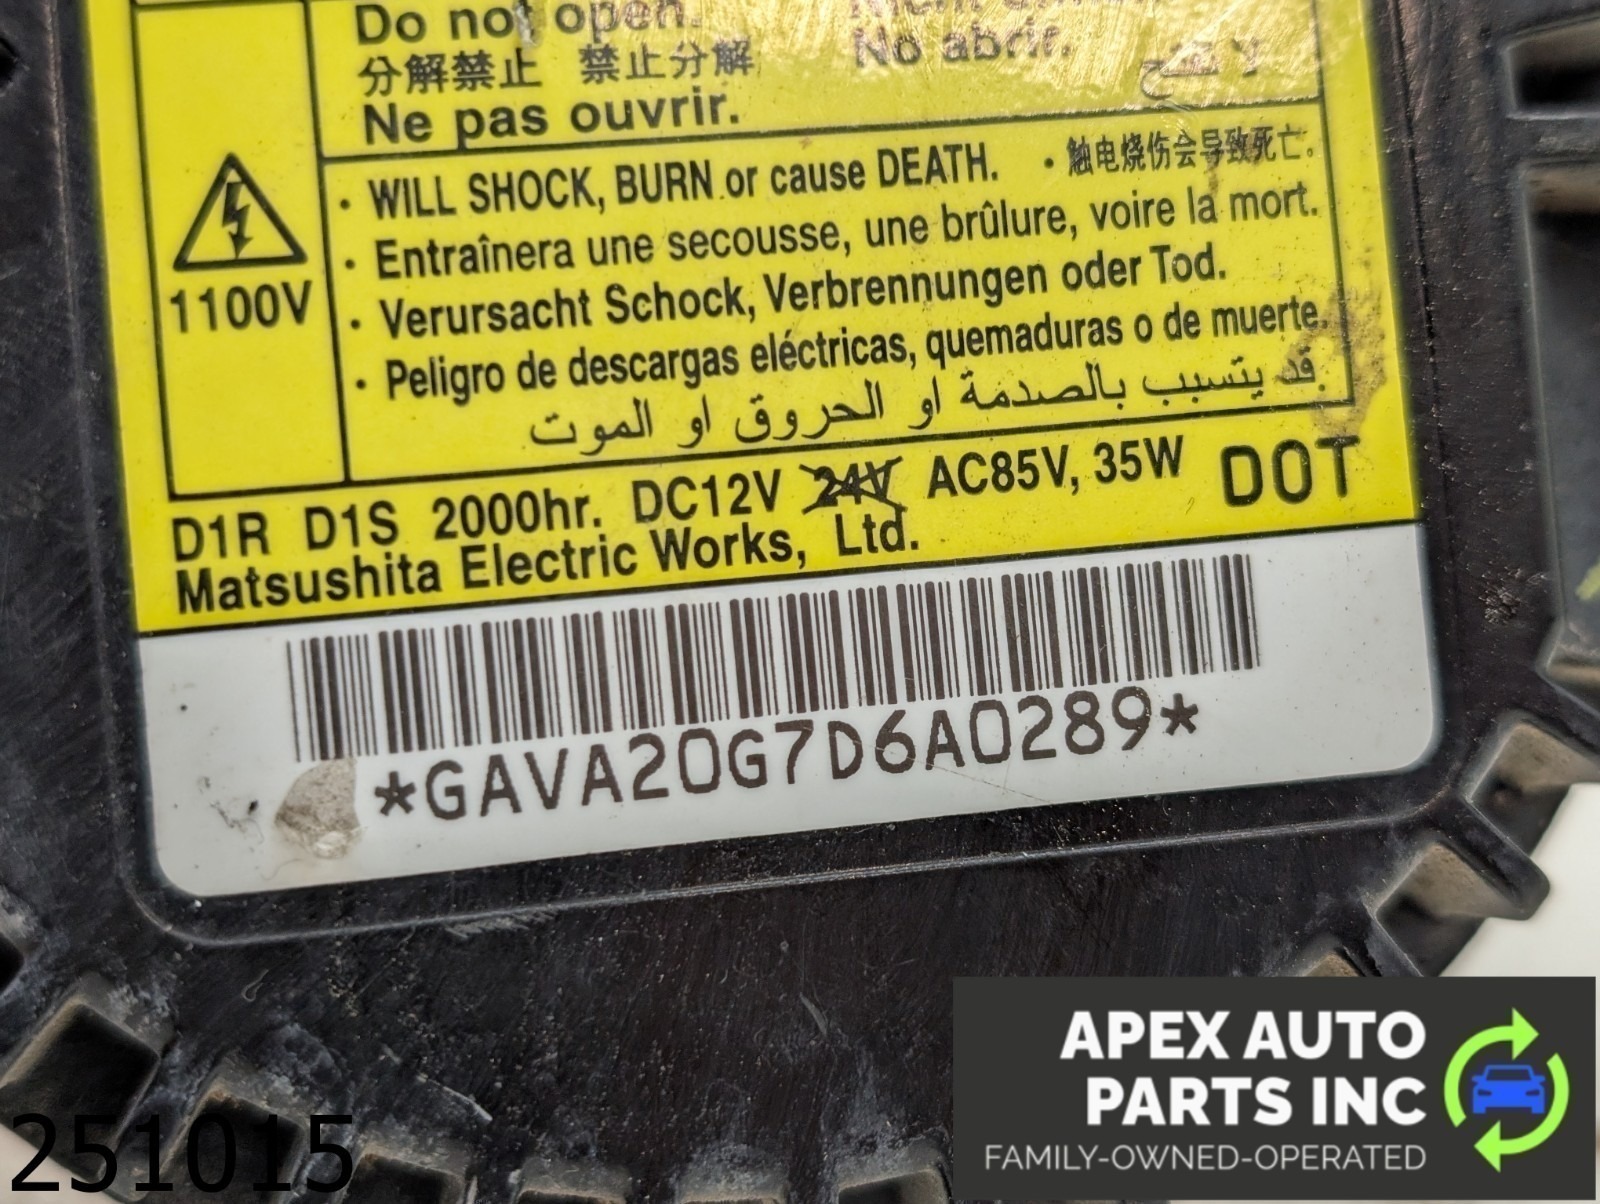 Do not open.
No abrir.
分解禁止 禁止分解
Ne pas ouvrir.
1100V
· WILL SHOCK, BURN or cause DEATH. · 触电烧伤会导致死亡.
· Entraînera une secousse, une brûlure, voire la mort.
· Verursacht Schock, Verbrennungen oder Tod.
· Peligro de descargas eléctricas, quemaduras o de muerte.
قد يتسبب بالصدمة او الحروق او الموت
D1R D1S 2000hr. DC12V 24V AC85V, 35W DOT
Matsushita Electric Works, Ltd.
*GAVA20G7D6A0289*
251015
APEX AUTO
PARTS INC
FAMILY-OWNED-OPERATED